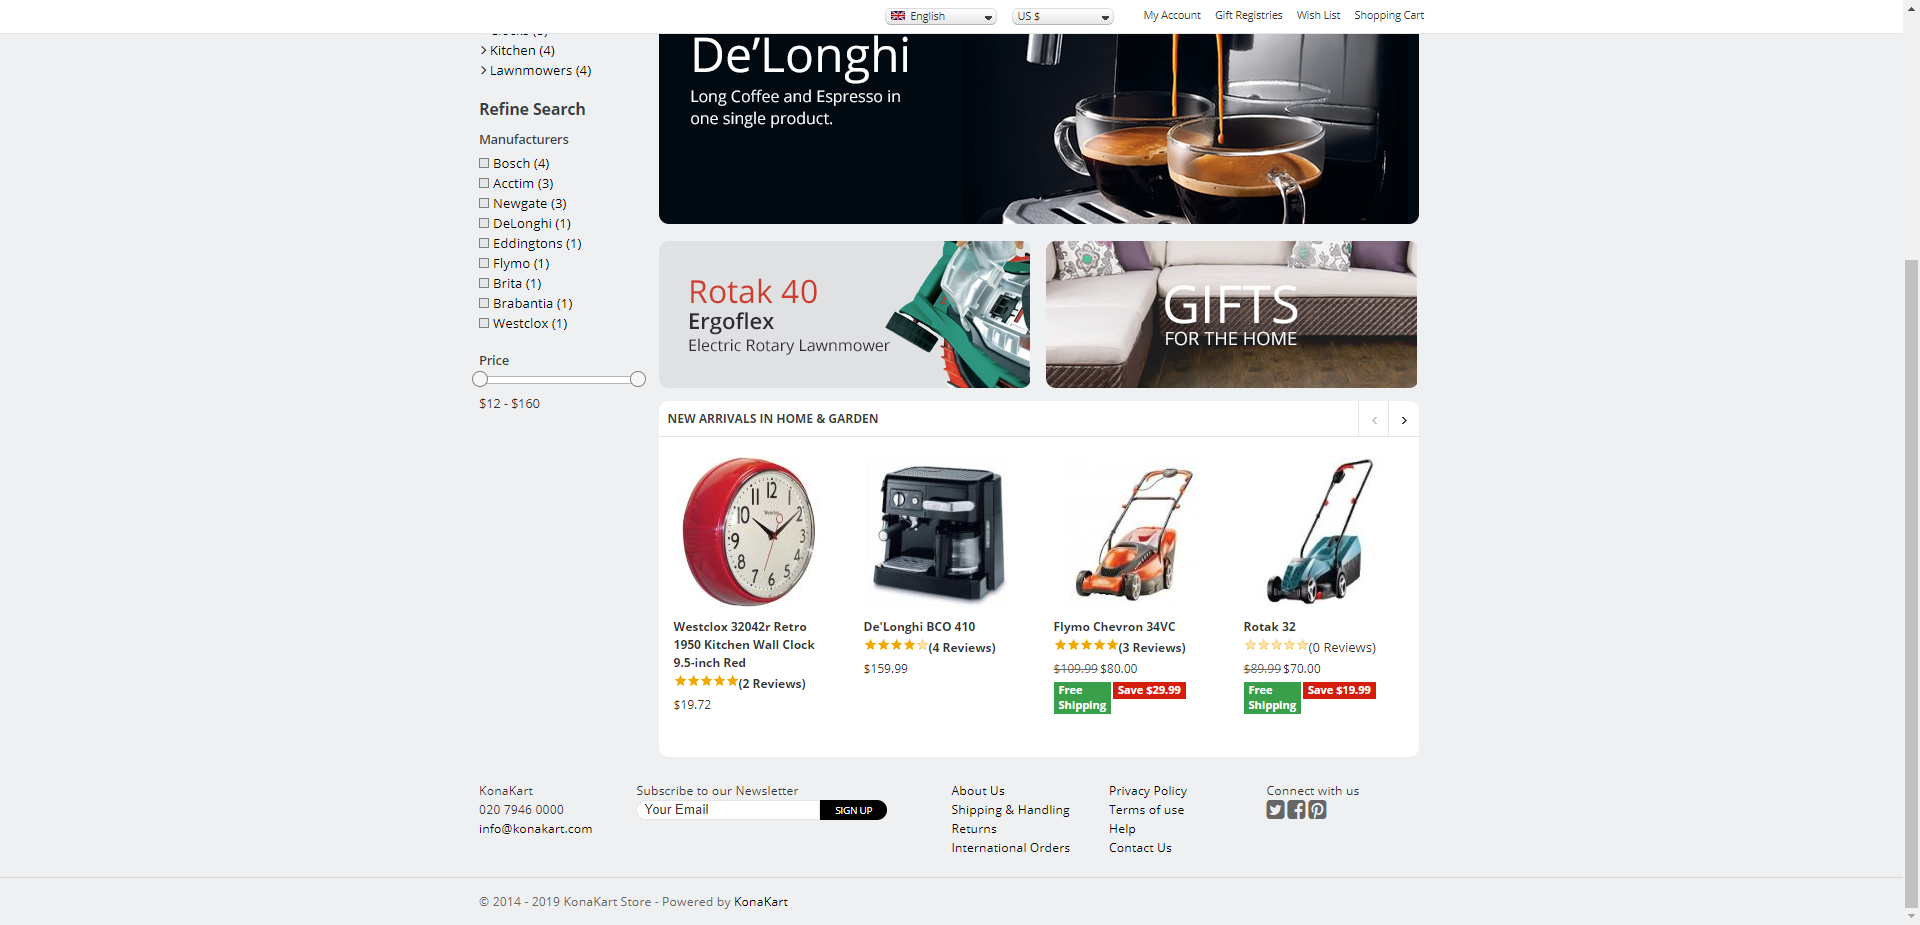 English
US $
My Account
Gift Registries
Wish List
Shopping Cart
Kitchen (4)
Lawnmowers (4)
Refine Search
Manufacturers
Bosch (4)
Acctim (3)
Newgate (3)
DeLonghi (1)
Eddingtons (1)
Flymo (1)
Brita (1)
Brabantia (1)
Westclox (1)
Price
$12 - $160
De’Longhi
Long Coffee and Espresso in
one single product.
Rotak 40
Ergoflex
Electric Rotary Lawnmower
GIFTS
FOR THE HOME
NEW ARRIVALS IN HOME & GARDEN
Westclox 32042r Retro
1950 Kitchen Wall Clock
9.5-inch Red
(2 Reviews)
$19.72
De'Longhi BCO 410
(4 Reviews)
$159.99
Flymo Chevron 34VC
(3 Reviews)
$109.99 $80.00
Free
Shipping
Save $29.99
Rotak 32
(0 Reviews)
$89.99 $70.00
Free
Shipping
Save $19.99
KonaKart
020 7946 0000
info@konakart.com
Subscribe to our Newsletter
Your Email
SIGN UP
About Us
Shipping & Handling
Returns
International Orders
Privacy Policy
Terms of use
Help
Contact Us
Connect with us
© 2014 - 2019 KonaKart Store - Powered by KonaKart